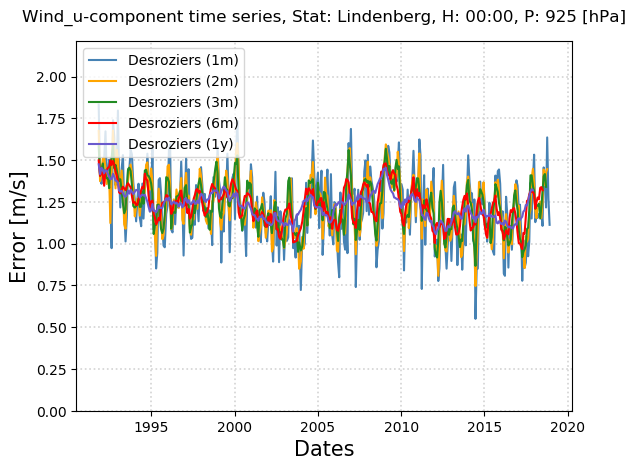 Wind_u-component time series, Stat: Lindenberg, H: 00:00, P: 925 [hPa]
Desroziers (1m)
Desroziers (2m)
Desroziers (3m)
Desroziers (6m)
Desroziers (1y)
2.00
1.75
1.50
1.25
1.00
0.75
0.50
0.25
0.00
Error [m/s]
1995
2000
2005
2010
2015
2020
Dates